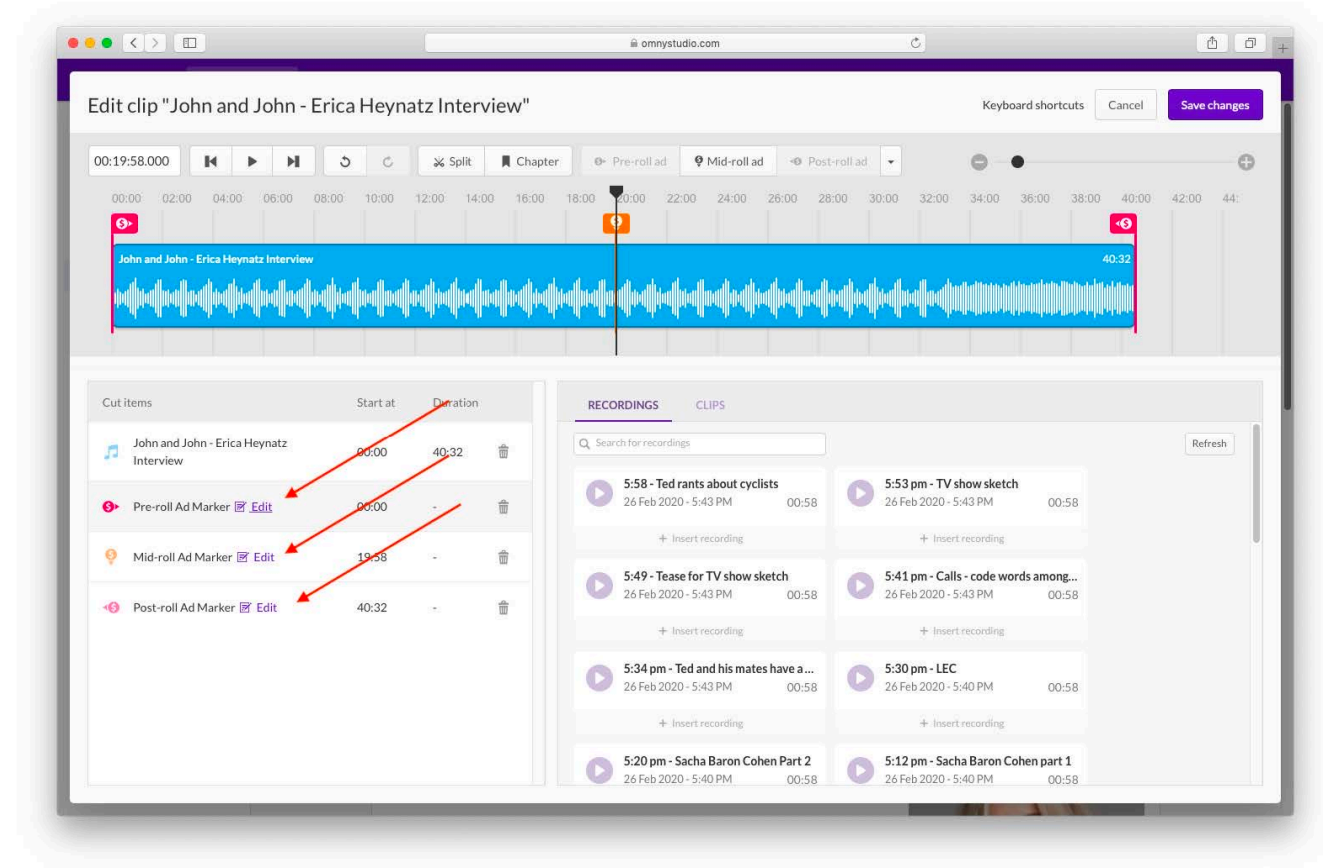 omnystudio.com
Edit clip "John and John - Erica Heynatz Interview"
Keyboard shortcuts
Cancel
Save changes
00:19:58.000
Split
Chapter
Pre-roll ad
Mid-roll ad
Post-roll ad
00:00 02:00 04:00 06:00 08:00 10:00 12:00 14:00 16:00 18:00 20:00 22:00 24:00 26:00 28:00 30:00 32:00 34:00 36:00 38:00 40:00 42:00 44:
John and John - Erica Heynatz Interview 40:32
Cut items Start at Duration
John and John - Erica Heynatz
Interview
00:00 40:32
Pre-roll Ad Marker Edit 00:00 -
Mid-roll Ad Marker Edit 19:58 -
Post-roll Ad Marker Edit 40:32 -
RECORDINGS CLIPS
Search for recordings
Refresh
5:58 - Ted rants about cyclists
26 Feb 2020 - 5:43 PM 00:58
+ Insert recording
5:53 pm - TV show sketch
26 Feb 2020 - 5:43 PM 00:58
+ Insert recording
5:49 - Tease for TV show sketch
26 Feb 2020 - 5:43 PM 00:58
+ Insert recording
5:41 pm - Calls - code words among...
26 Feb 2020 - 5:43 PM 00:58
+ Insert recording
5:34 pm - Ted and his mates have a ...
26 Feb 2020 - 5:43 PM 00:58
+ Insert recording
5:30 pm - LEC
26 Feb 2020 - 5:40 PM 00:58
+ Insert recording
5:20 pm - Sacha Baron Cohen Part 2
26 Feb 2020 - 5:40 PM 00:58
5:12 pm - Sacha Baron Cohen part 1
26 Feb 2020 - 5:40 PM 00:58